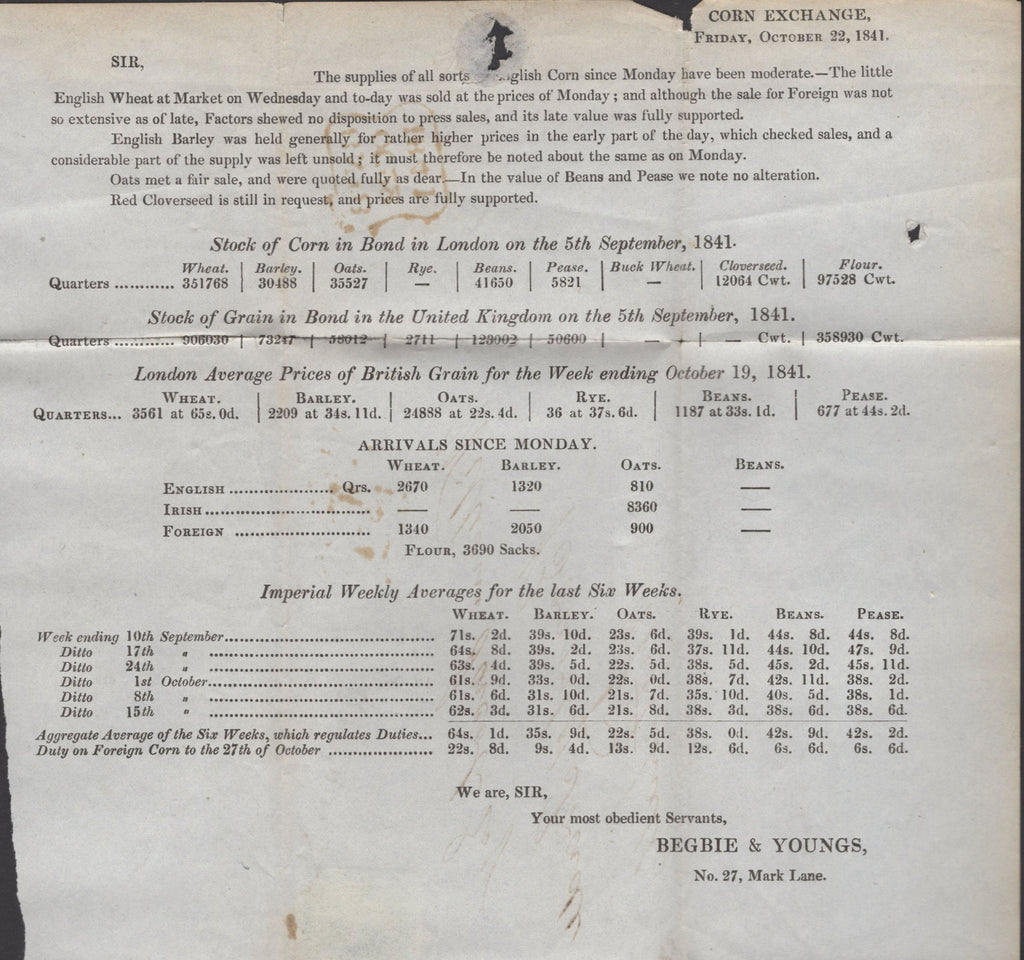 CORN EXCHANGE,
FRIDAY, OCTOBER 22, 1841.
SIR,
The supplies of all sorts glish Corn since Monday have been moderate.—The little
English Wheat at Market on Wednesday and to-day was sold at the prices of Monday; and although the sale for Foreign was not
so extensive as of late, Factors shewed no disposition to press sales, and its late value was fully supported.
English Barley was held generally for rather higher prices in the early part of the day, which checked sales, and a
considerable part of the supply was left unsold; it must therefore be noted about the same as on Monday.
Oats met a fair sale, and were quoted fully as dear.—In the value of Beans and Pease we note no alteration.
Red Cloverseed is still in request, and prices are fully supported.
Stock of Corn in Bond in London on the 5th September, 1841.
Wheat. | Barley. | Oats. | Rye. | Beans. | Pease. | Buck Wheat. | Cloverseed. | Flour.
Quarters ............ 351768 | 30488 | 35527 | — | 41650 | 5821 | — | 12064 Cwt. | 97528 Cwt.
Stock of Grain in Bond in the United Kingdom on the 5th September, 1841.
Quarters ............ 906030 | 73247 | 58012 | 2711 | 128002 | 50600 | — | — Cwt. | 358930 Cwt.
London Average Prices of British Grain for the Week ending October 19, 1841.
WHEAT. | BARLEY. | OATS. | RYE. | BEANS. | PEASE.
QUARTERS... 3561 at 65s. 0d. | 2209 at 34s. 11d. | 24888 at 22s. 4d. | 36 at 37s. 6d. | 1187 at 33s. 1d. | 677 at 44s. 2d.
ARRIVALS SINCE MONDAY.
WHEAT. BARLEY. OATS. BEANS.
ENGLISH .................... Qrs. 2670 1320 810 —
IRISH ................................ — — 8360 —
FOREIGN .......................... 1340 2050 900 —
FLOUR, 3690 Sacks.
Imperial Weekly Averages for the last Six Weeks.
WHEAT. BARLEY. OATS. RYE. BEANS. PEASE.
Week ending 10th September........................................ 71s. 2d. 39s. 10d. 23s. 6d. 39s. 1d. 44s. 8d. 44s. 8d.
Ditto 17th " ........................................ 64s. 8d. 39s. 2d. 23s. 6d. 37s. 11d. 44s. 10d. 47s. 9d.
Ditto 24th " ........................................ 63s. 4d. 39s. 5d. 22s. 5d. 38s. 5d. 45s. 2d. 45s. 11d.
Ditto 1st October........................................ 61s. 9d. 33s. 0d. 22s. 0d. 38s. 7d. 42s. 11d. 38s. 2d.
Ditto 8th " ........................................ 61s. 6d. 31s. 10d. 21s. 7d. 35s. 10d. 40s. 5d. 38s. 1d.
Ditto 15th " ........................................ 62s. 3d. 31s. 6d. 21s. 8d. 38s. 3d. 38s. 6d. 38s. 6d.
Aggregate Average of the Six Weeks, which regulates Duties... 64s. 1d. 35s. 9d. 22s. 5d. 38s. 0d. 42s. 9d. 42s. 2d.
Duty on Foreign Corn to the 27th of October .................. 22s. 8d. 9s. 4d. 13s. 9d. 12s. 6d. 6s. 6d. 6s. 6d.
We are, SIR,
Your most obedient Servants,
BEGBIE & YOUNGS,
No. 27, Mark Lane.